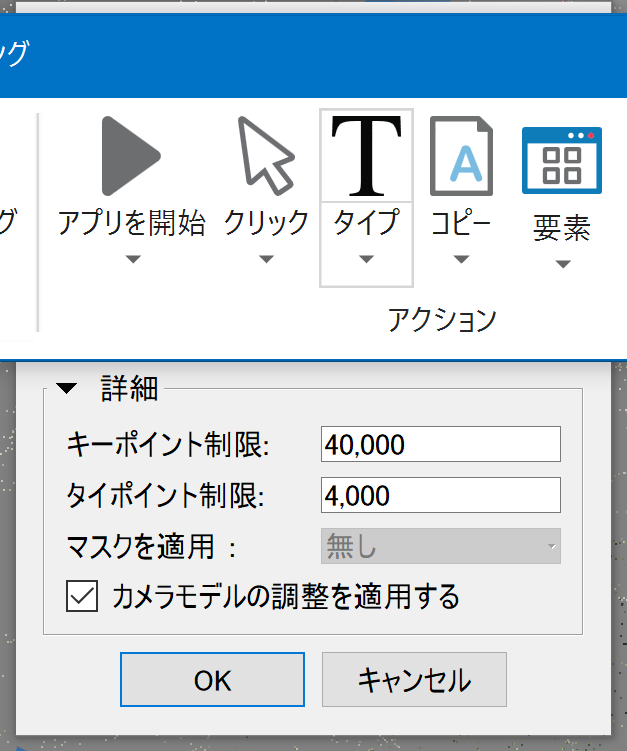 ング
グ
アプリを開始 クリック タイプ コピー 要素
アクション
詳細
キーポイント制限: 40,000
タイポイント制限: 4,000
マスクを適用 : 無し
カメラモデルの調整を適用する
OK キャンセル